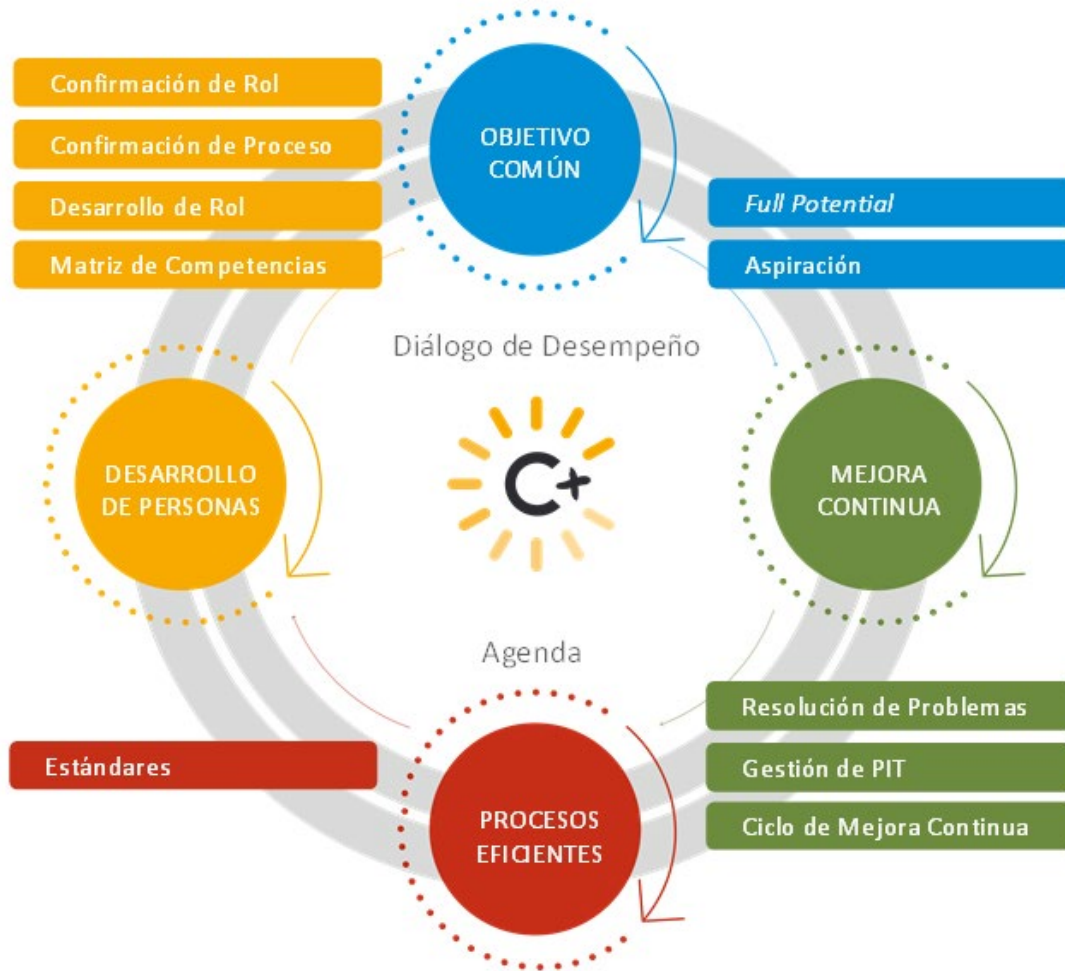 Confirmación de Rol
Confirmación de Proceso
Desarrollo de Rol
Matriz de Competencias
OBJETIVO
COMÚN
Full Potential
Aspiración
Diálogo de Desempeño
DESARROLLO
DE PERSONAS
C+
MEJORA
CONTINUA
Agenda
Estándares
PROCESOS
EFICIENTES
Resolución de Problemas
Gestión de PIT
Ciclo de Mejora Continua